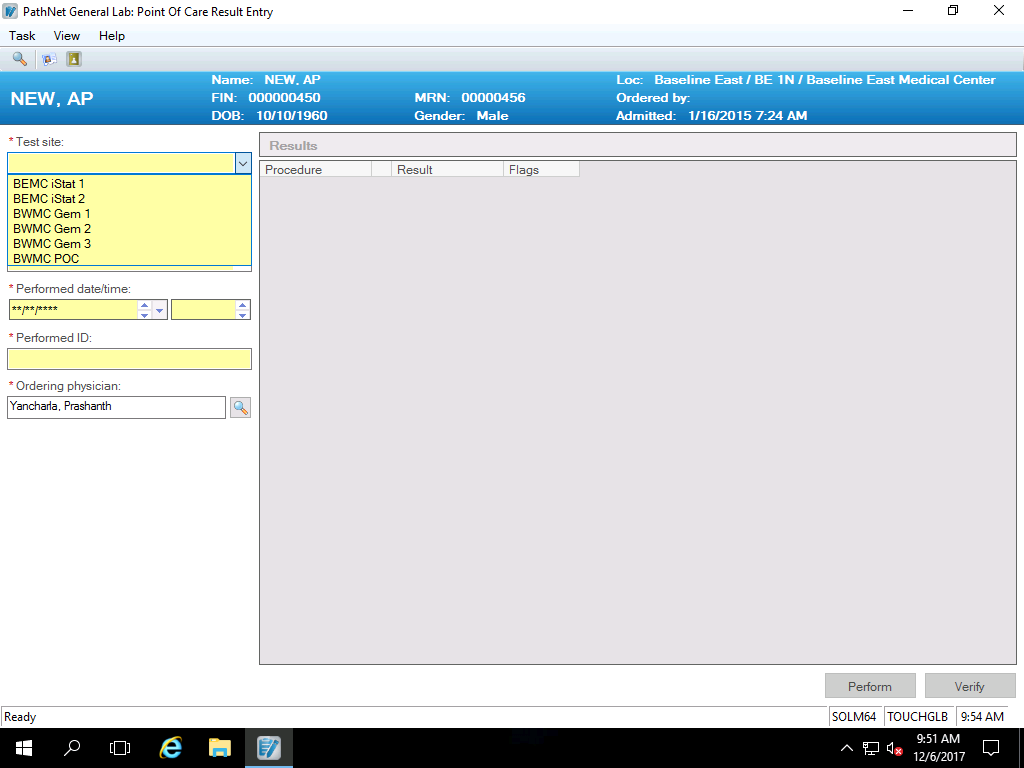 PathNet General Lab: Point Of Care Result Entry
Task View Help
NEW, AP
Name: NEW, AP
FIN: 000000450
DOB: 10/10/1960
MRN: 00000456
Gender: Male
Loc: Baseline East / BE 1N / Baseline East Medical Center
Ordered by:
Admitted: 1/16/2015 7:24 AM
* Test site:
BEMC iStat 1
BEMC iStat 2
BWMC Gem 1
BWMC Gem 2
BWMC Gem 3
BWMC POC
* Performed date/time:
**/**/****
* Performed ID:
* Ordering physician:
Yancharla, Prashanth
Results
Procedure Result Flags
Perform Verify
Ready SOLM64 TOUCHGLB 9:54 AM
9:51 AM
12/6/2017